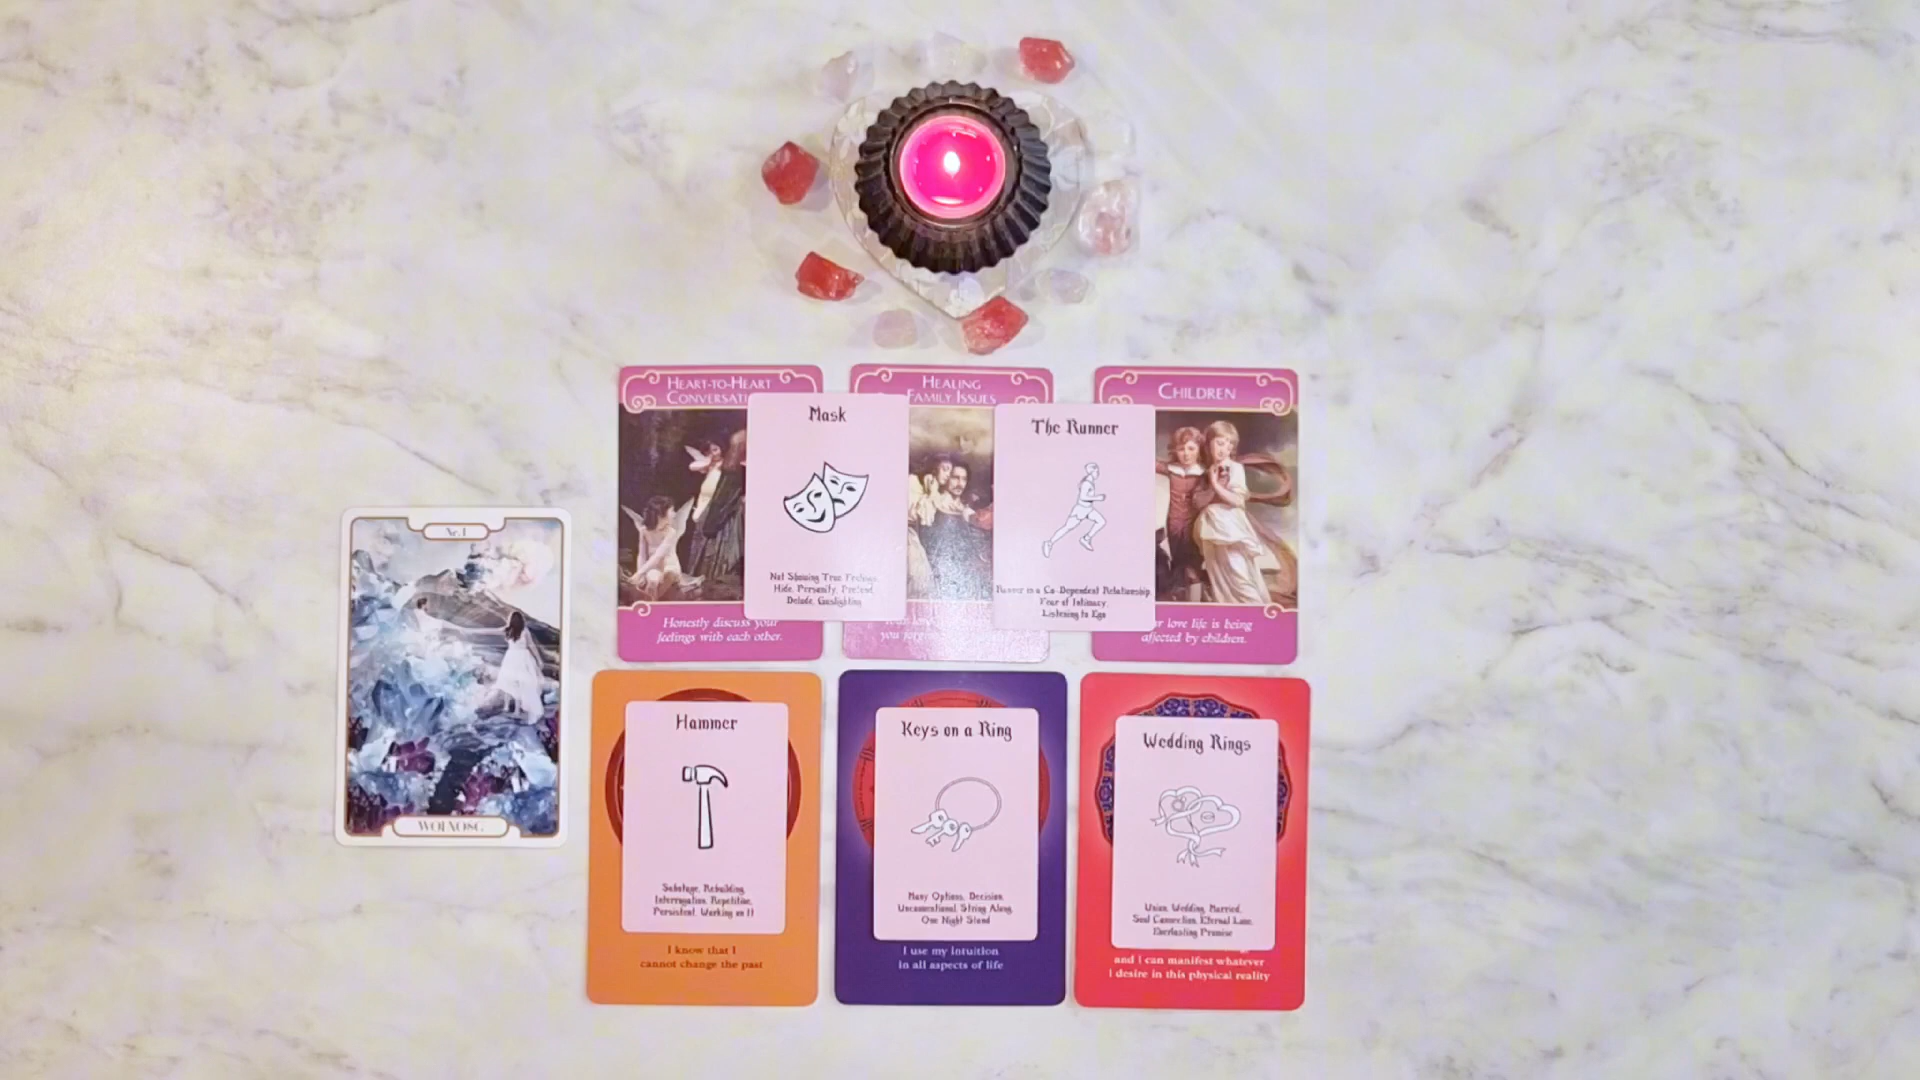 HEART-TO-HEART
HEALING
FAMILY ISSUES
CHILDREN
Mask
Not Showing True Feelings,
Hide, Personify, Pretend,
Delude, Gaslighting
The Runner
Runner in a Co-Dependent Relationship,
Fear of Intimacy,
Listening to Ego
Honestly discuss your
feelings with each other.
love life is being
affected by children.
Nr.1
WOLNOŚĆ
Hammer
Sabotage, Rebuilding,
Interrogation, Repetitive,
Persistent, Working on It
I know that I
cannot change the past
Keys on a Ring
Many Options, Decision,
Unconventional, String Along,
One Night Stand
I use my intuition
in all aspects of life
Wedding Rings
Union, Wedding, Married,
Soul Connection, Eternal Love,
Everlasting Promise
and I can manifest whatever
I desire in this physical reality